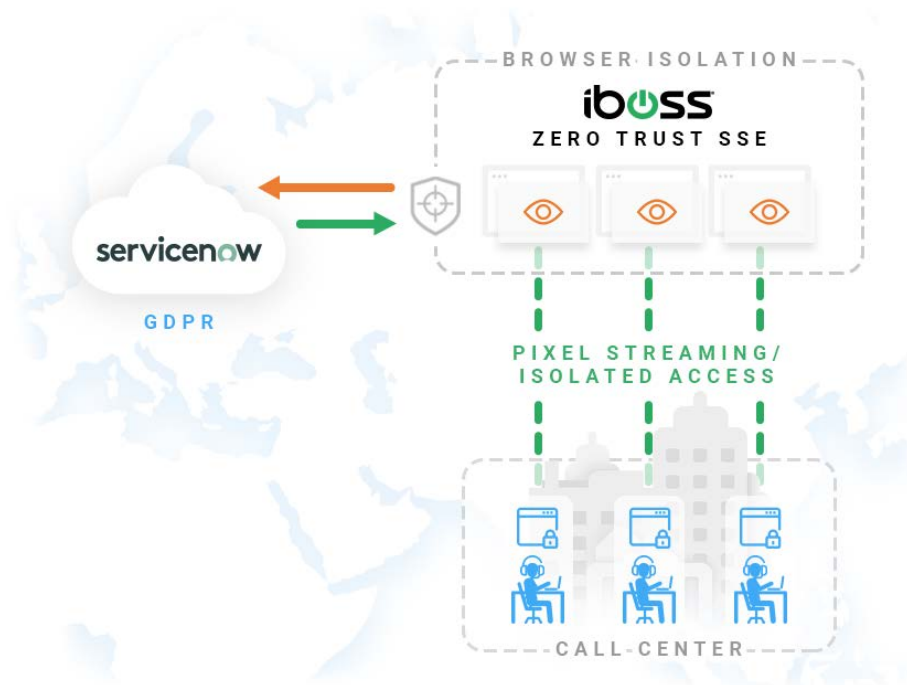 BROWSER ISOLATION
iboss
ZERO TRUST SSE
servicenow
GDPR
PIXEL STREAMING/
ISOLATED ACCESS
CALL CENTER